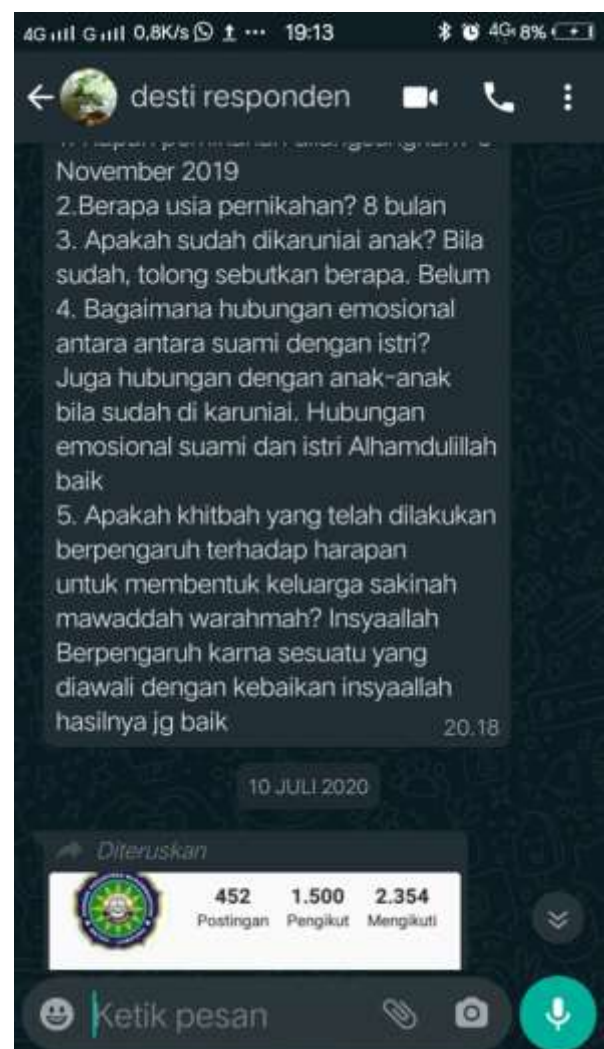 4G G 0,8K/s ... 19:13 4G 8%
desti responden
November 2019
2.Berapa usia pernikahan? 8 bulan
3. Apakah sudah dikaruniai anak? Bila
sudah, tolong sebutkan berapa. Belum
4. Bagaimana hubungan emosional
antara antara suami dengan istri?
Juga hubungan dengan anak-anak
bila sudah di karuniai. Hubungan
emosional suami dan istri Alhamdulillah
baik
5. Apakah khitbah yang telah dilakukan
berpengaruh terhadap harapan
untuk membentuk keluarga sakinah
mawaddah warahmah? Insyaallah
Berpengaruh karna sesuatu yang
diawali dengan kebaikan insyaallah
hasilnya jg baik
20.18
10 JULI 2020
Diteruskan
452 1.500 2.354
Postingan Pengikut Mengikuti
Ketik pesan